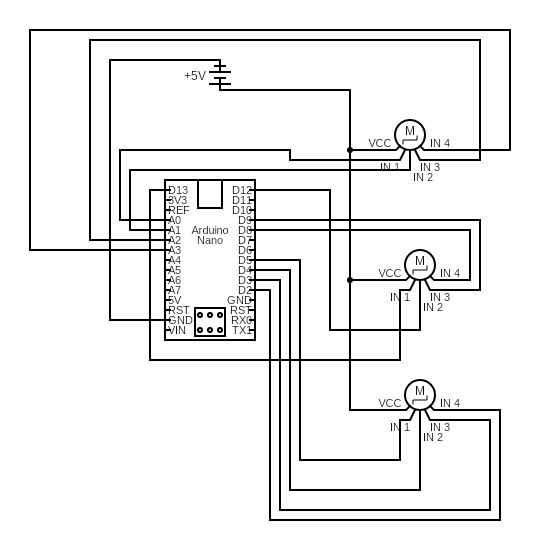 +5V
M
VCC
IN 4
IN 1
IN 3
IN 2
D13
3V3
REF
A0
A1
A2
A3
A4
A5
A6
A7
5V
RST
GND
VIN
Arduino
Nano
D12
D11
D10
D9
D8
D7
D6
D5
D4
D3
D2
GND
RST
RX0
TX1
M
VCC
IN 4
IN 1
IN 3
IN 2
M
VCC
IN 4
IN 1
IN 3
IN 2